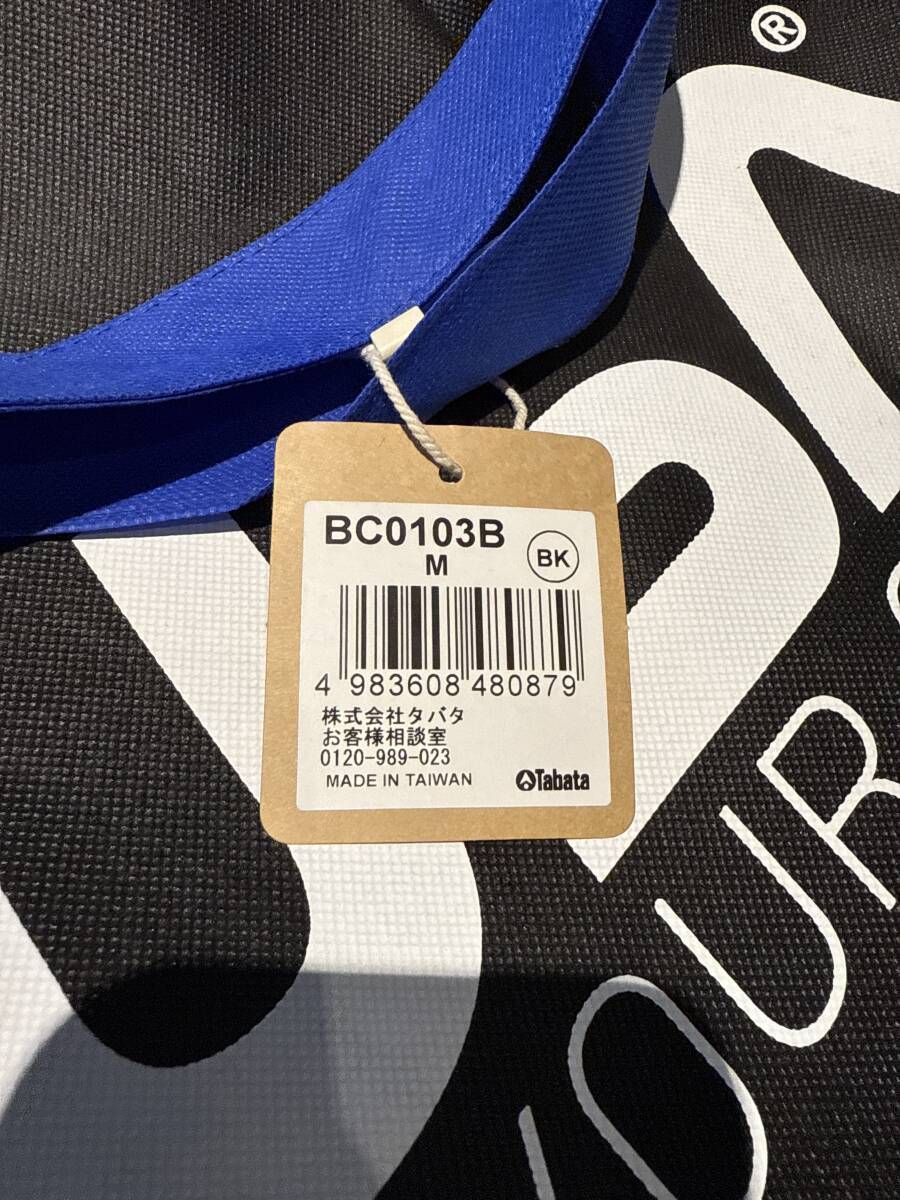 ®
BC0103B
M
BK
4 983608 480879
株式会社タバタ
お客様相談室
0120-989-023
MADE IN TAIWAN
Tabata
YOUR